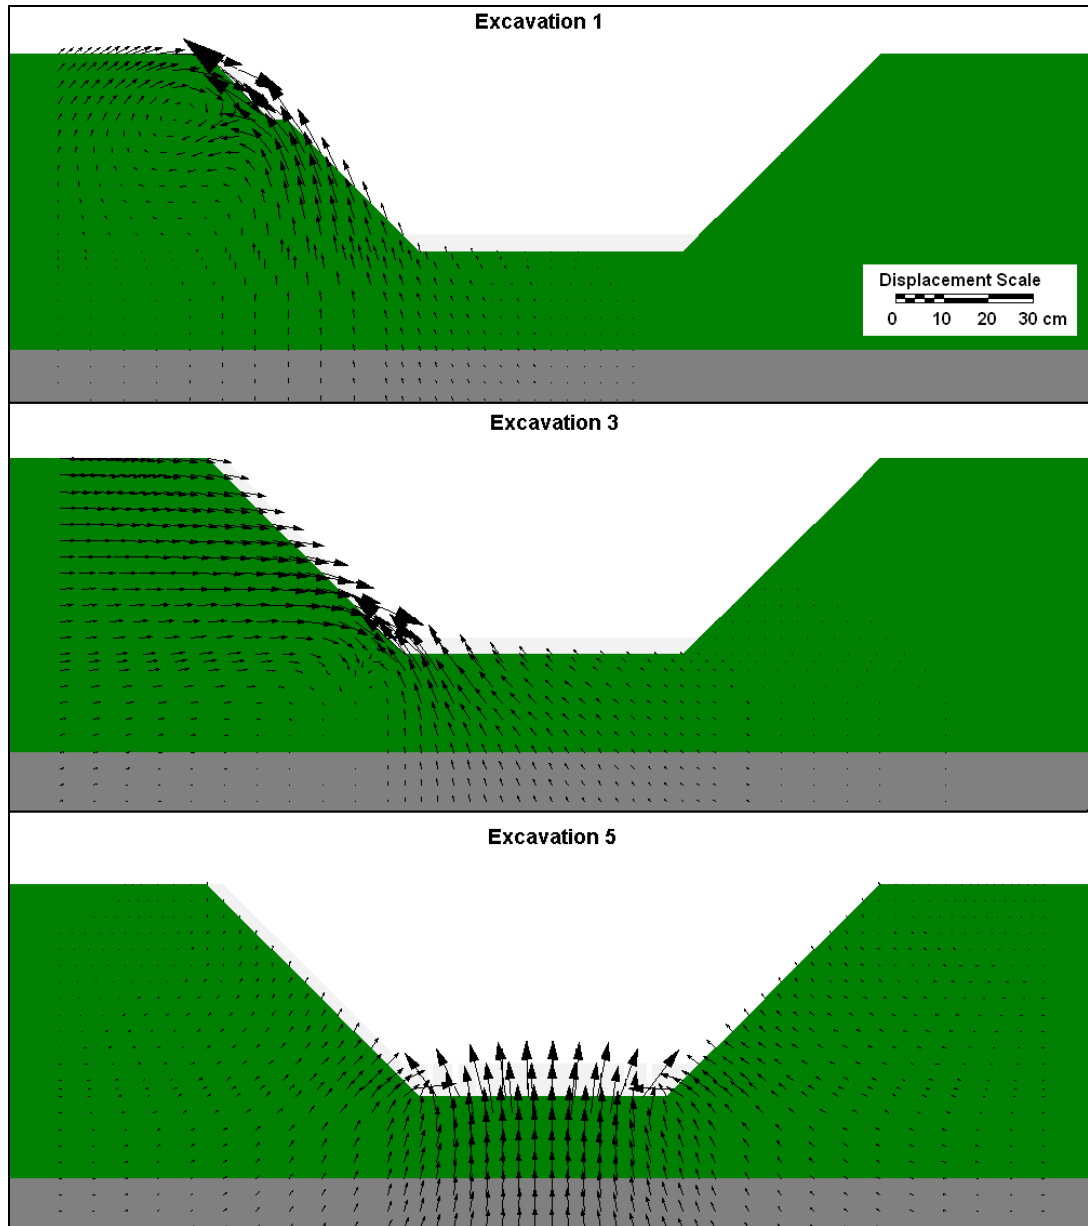 Excavation 1
Displacement Scale
0 10 20 30 cm
Excavation 3
Excavation 5